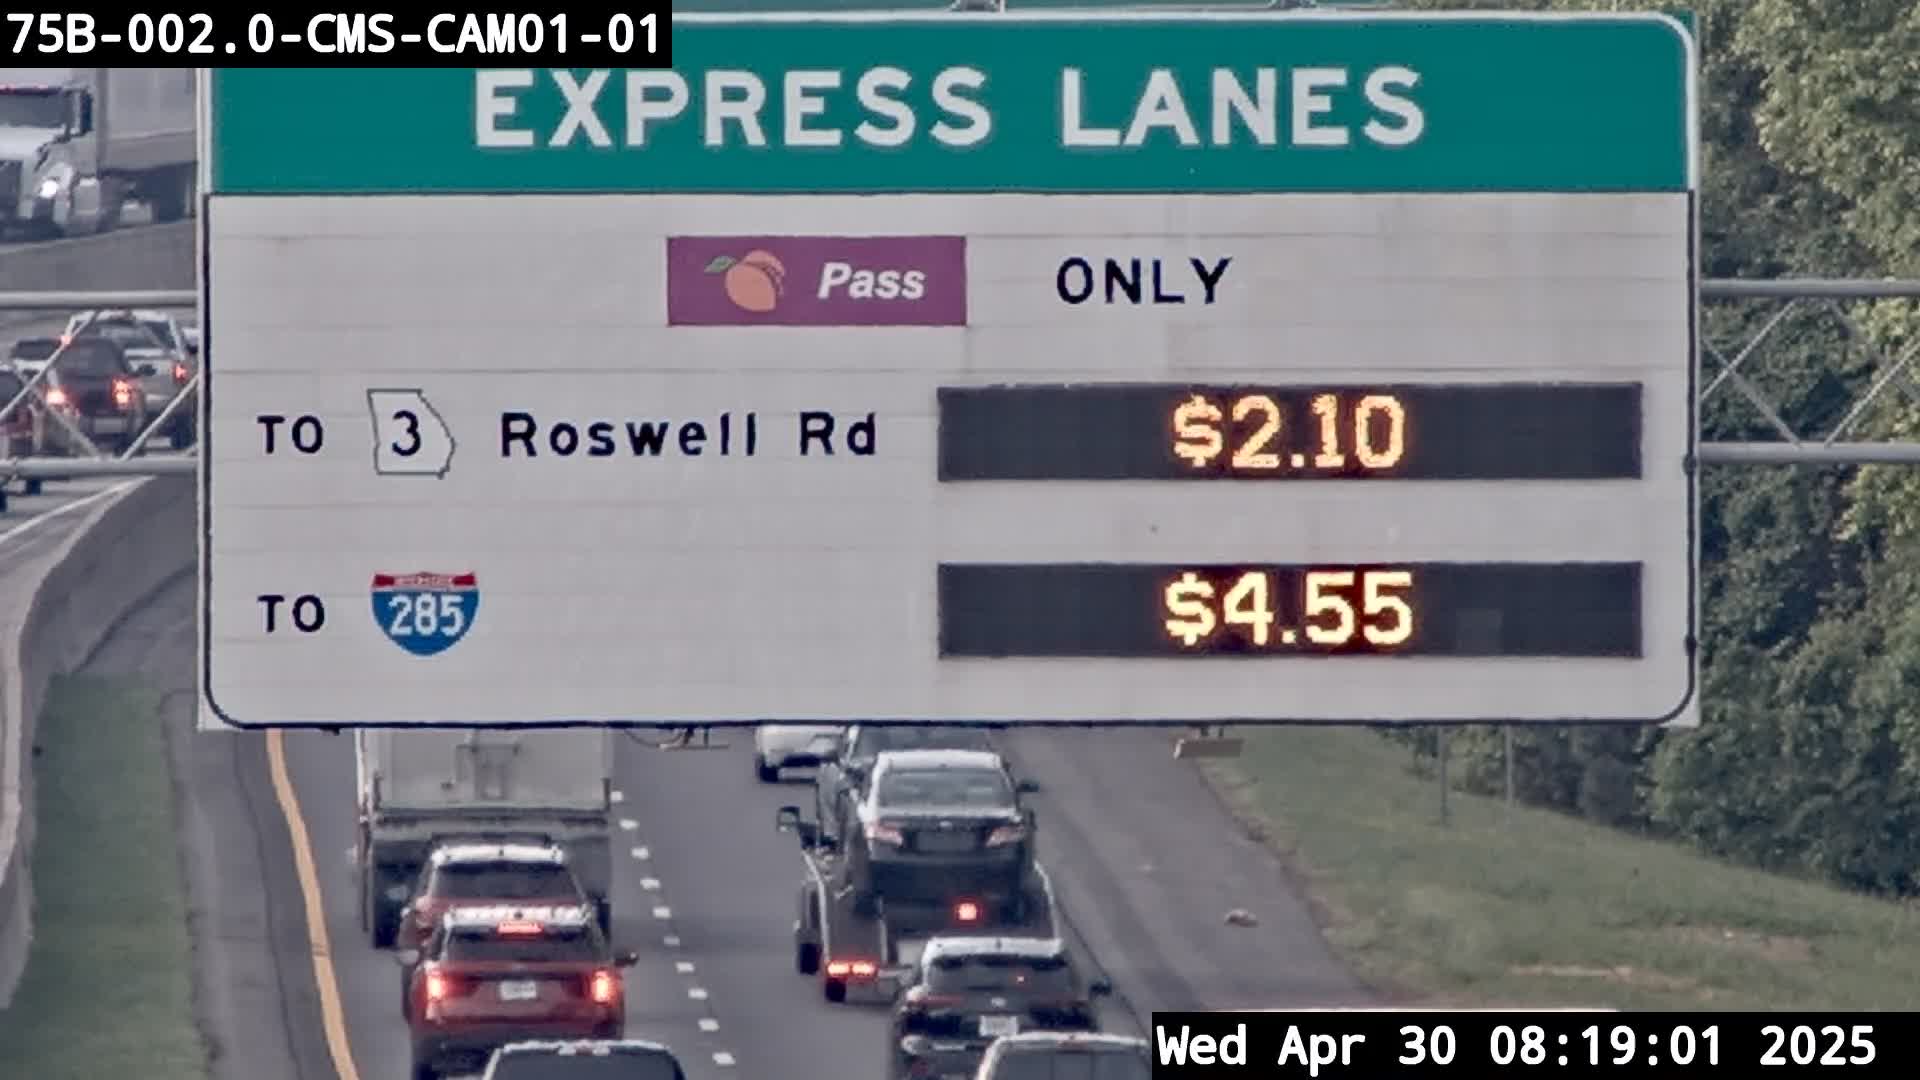 75B-002.0-CMS-CAM01-01
EXPRESS LANES
Pass ONLY
TO 3 Roswell Rd $2.10
TO 285 $4.55
Wed Apr 30 08:19:01 2025